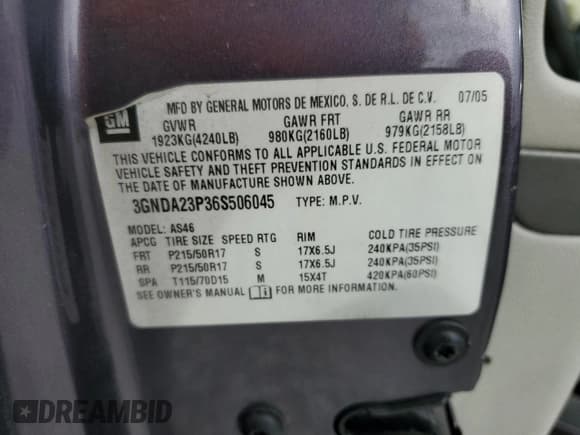 GM
MFD BY GENERAL MOTORS DE MEXICO, S. DE R.L. DE C.V. 07/05
GVWR GAWR FRT GAWR RR
1923KG(4240LB) 980KG(2160LB) 979KG(2158LB)
THIS VEHICLE CONFORMS TO ALL APPLICABLE U.S. FEDERAL MOTOR
VEHICLE SAFETY AND THEFT PREVENTION STANDARDS IN EFFECT ON
THE DATE OF MANUFACTURE SHOWN ABOVE.
3GNDA23P36S506045 TYPE: M.P.V.
MODEL: AS46
APCG TIRE SIZE SPEED RTG RIM COLD TIRE PRESSURE
FRT P215/50R17 S 17X6.5J 240KPA(35PSI)
RR P215/50R17 S 17X6.5J 240KPA(35PSI)
SPA T115/70D15 M 15X4T 420KPA(60PSI)
SEE OWNER'S MANUAL FOR MORE INFORMATION.
DREAMBID